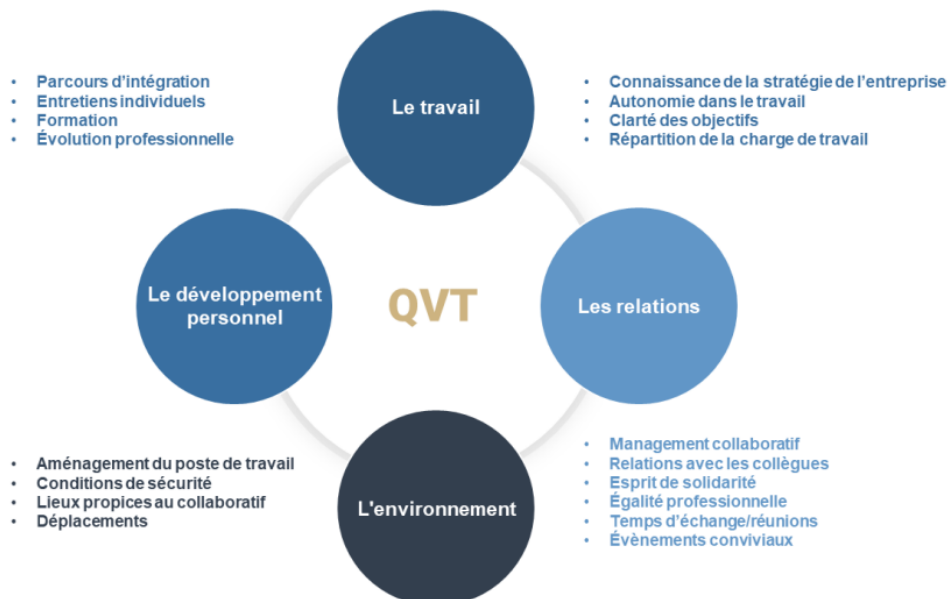 Le travail
• Parcours d'intégration
• Entretiens individuels
• Formation
• Évolution professionnelle
• Connaissance de la stratégie de l'entreprise
• Autonomie dans le travail
• Clarté des objectifs
• Répartition de la charge de travail
Le développement
personnel
QVT
Les relations
• Aménagement du poste de travail
• Conditions de sécurité
• Lieux propices au collaboratif
• Déplacements
L'environnement
• Management collaboratif
• Relations avec les collègues
• Esprit de solidarité
• Égalité professionnelle
• Temps d'échange/réunions
• Évènements conviviaux